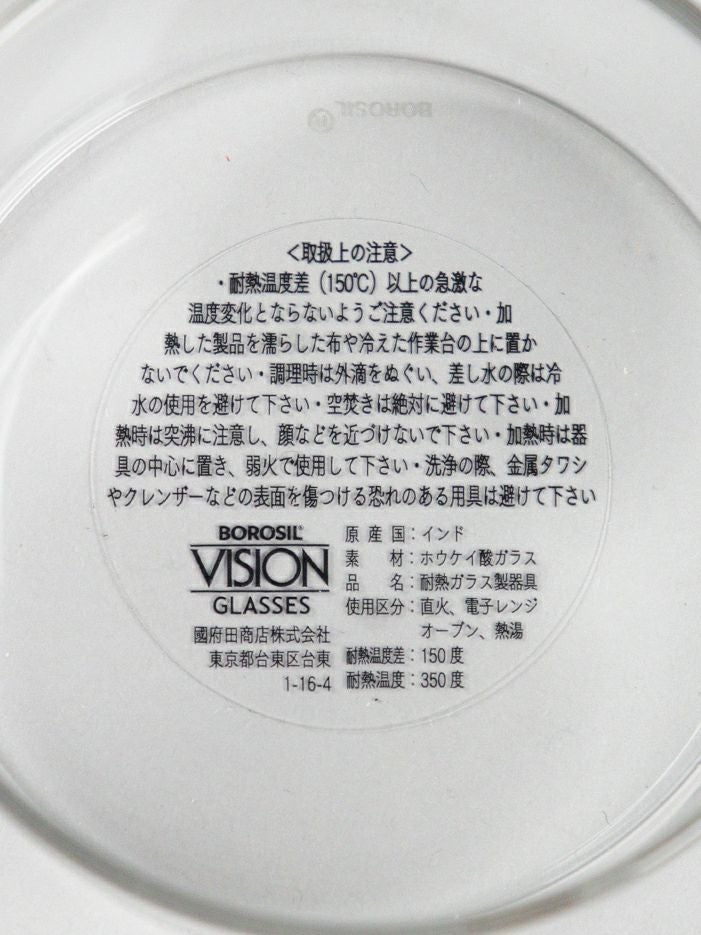 BOROSIL
<取扱上の注意>
・耐熱温度差（150℃）以上の急激な
温度変化とならないようご注意ください・加
熱した製品を濡らした布や冷えた作業台の上に置か
ないでください・調理時は外滴をぬぐい、差し水の際は冷
水の使用を避けて下さい・空焚きは絶対に避けて下さい・加
熱時は突沸に注意し、顔などを近づけないで下さい・加熱時は器
具の中心に置き、弱火で使用して下さい・洗浄の際、金属タワシ
やクレンザーなどの表面を傷つける恐れのある用具は避けて下さい
BOROSIL®
VISION
GLASSES
國府田商店株式会社
東京都台東区台東
1-16-4
原産国：インド
素材：ホウケイ酸ガラス
品名：耐熱ガラス製器具
使用区分：直火、電子レンジ
オーブン、熱湯
耐熱温度差：150度
耐熱温度：350度